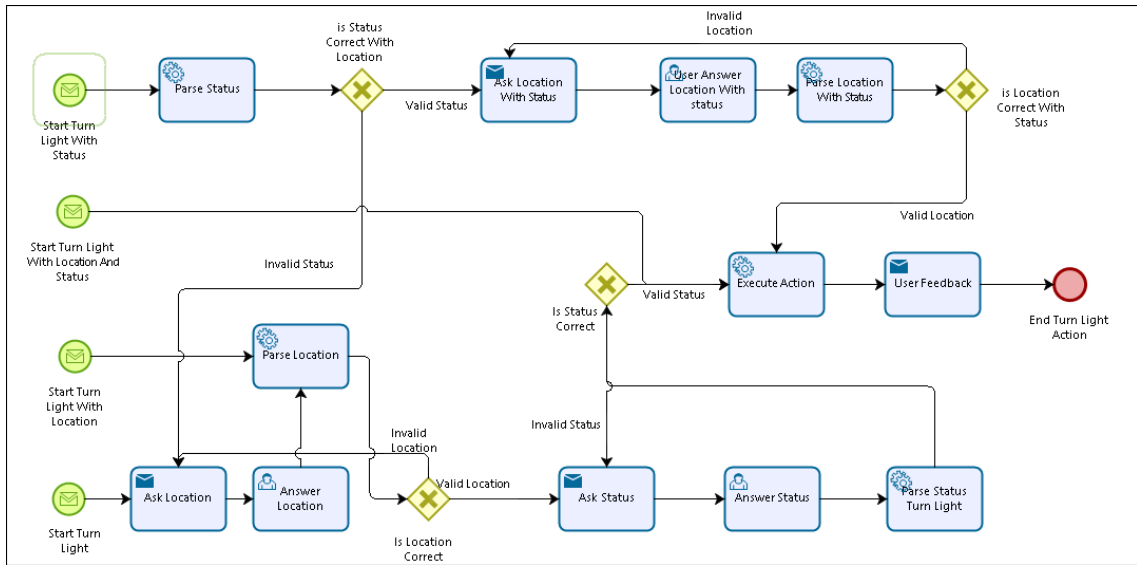 Invalid
Location
is Status
Correct With
Location
Parse Status
Valid Status
Ask Location
With Status
User Answer
Location With
status
Parse Location
With Status
is Location
Correct With
Status
Start Turn
Light With
Status
Valid Location
Start Turn Light
With Location And
Status
Invalid Status
Execute Action
User Feedback
Valid Status
Is Status
Correct
End Turn Light
Action
Parse Location
Start Turn
Light With
Location
Invalid
Location
Invalid Status
Valid Location
Ask Location
Answer
Location
Ask Status
Answer Status
Parse Status
Turn Light
Start Turn
Light
Is Location
Correct